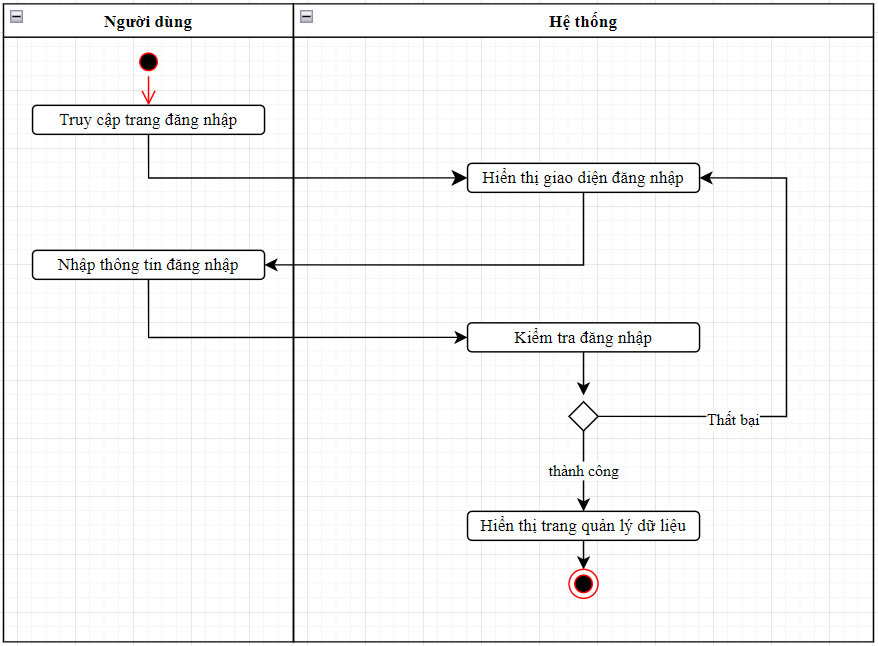 Người dùng
Hệ thống
Truy cập trang đăng nhập
Hiển thị giao diện đăng nhập
Nhập thông tin đăng nhập
Kiểm tra đăng nhập
Thất bại
thành công
Hiển thị trang quản lý dữ liệu